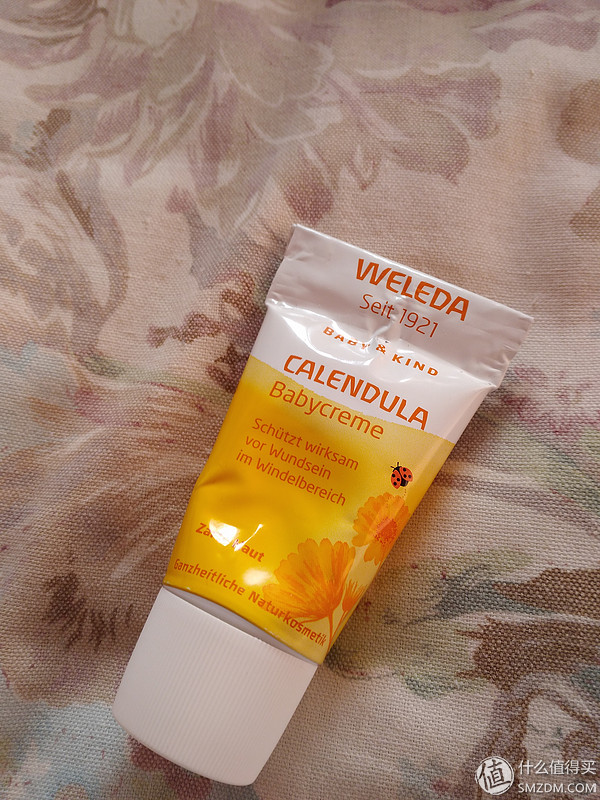 WELEDA
Seit 1921
BABY & KIND
CALENDULA
Babycreme
Schützt wirksam
vor Wundsein
im Windelbereich
Ganzheitliche Naturkosmetik
值 什么值得买
SMZDM.COM